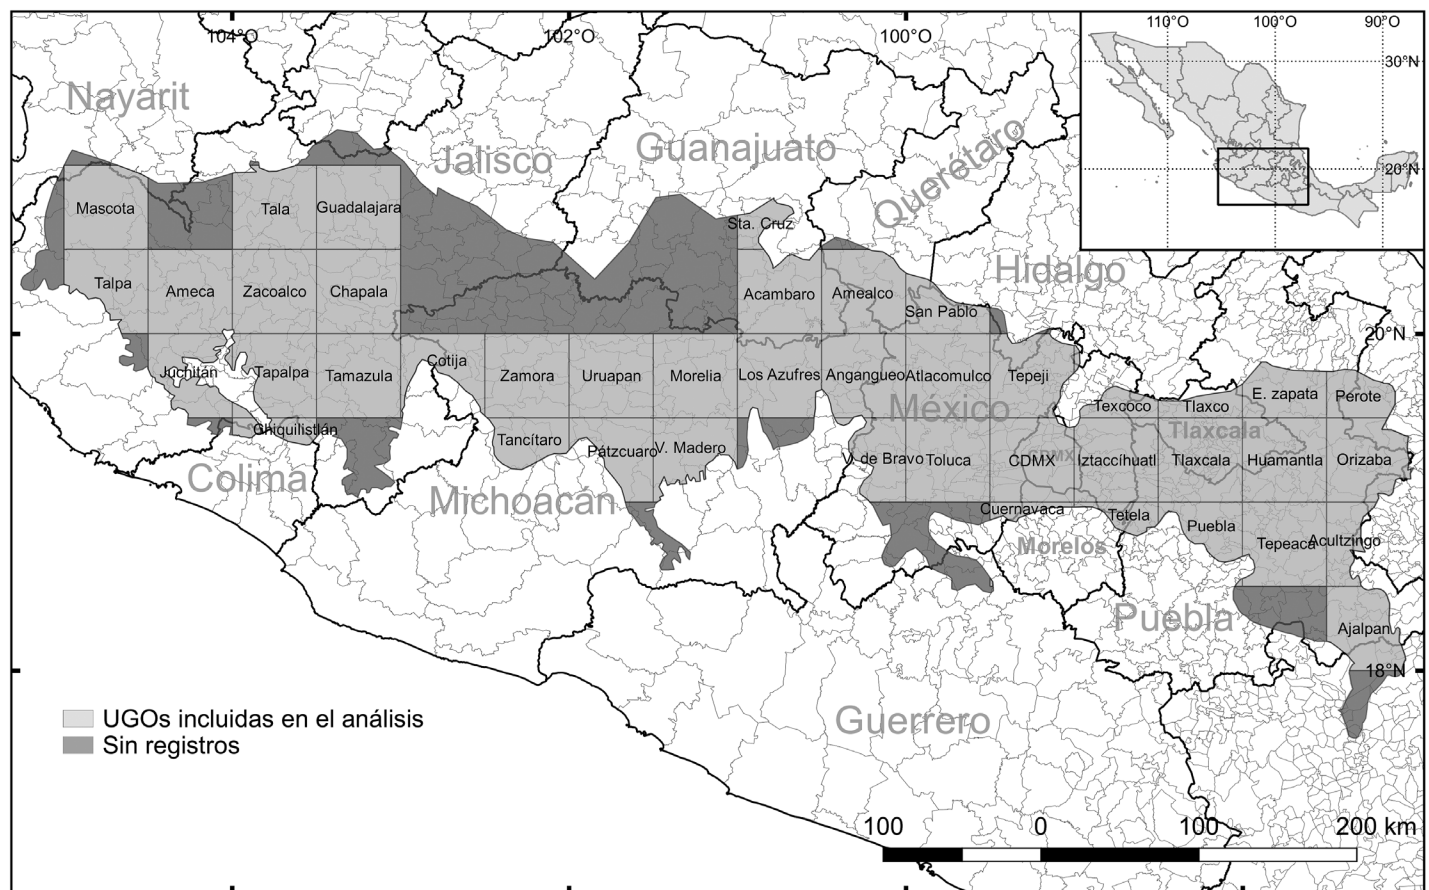 104°O
102°O
100°O
110°O
100°O
90°O
30°N
20°N
Nayarit
Jalisco
Guanajuato
Querétaro
Hidalgo
Mascota
Tala
Guadalajara
Sta. Cruz
Talpa
Ameca
Zacoalco
Chapala
Acambaro
Amealco
San Pablo
20°N
Juchitán
Tapalpa
Tamazula
Cotija
Zamora
Uruapan
Morelia
Los Azufres
Angangueo
Atlacomulco
Tepeji
Texcoco
Tlaxco
E. zapata
Perote
México
Tlaxcala
Chiquilistlán
Tancítaro
Pátzcuaro
V. Madero
V. de Bravo
Toluca
CDMX
CDMX
Iztaccíhuatl
Tlaxcala
Huamantla
Orizaba
Colima
Michoacán
Cuernavaca
Tetela
Puebla
Tepeaca
Acultzingo
Morelos
Puebla
Ajalpan
18°N
Guerrero
UGOs incluidas en el análisis
Sin registros
100 0 100 200 km